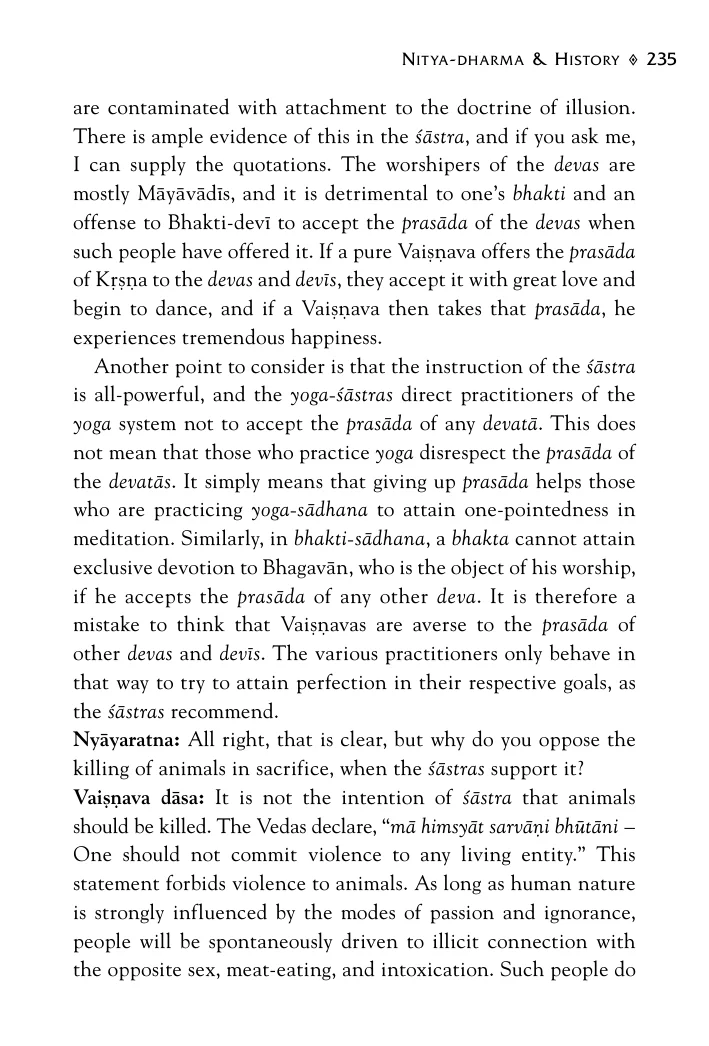 Nitya-dharma & History ◈ 235
are contaminated with attachment to the doctrine of illusion.
There is ample evidence of this in the śāstra, and if you ask me,
I can supply the quotations. The worshipers of the devas are
mostly Māyāvādīs, and it is detrimental to one’s bhakti and an
offense to Bhakti-devī to accept the prasāda of the devas when
such people have offered it. If a pure Vaiṣṇava offers the prasāda
of Kṛṣṇa to the devas and devīs, they accept it with great love and
begin to dance, and if a Vaiṣṇava then takes that prasāda, he
experiences tremendous happiness.
Another point to consider is that the instruction of the śāstra
is all-powerful, and the yoga-śāstras direct practitioners of the
yoga system not to accept the prasāda of any devatā. This does
not mean that those who practice yoga disrespect the prasāda of
the devatās. It simply means that giving up prasāda helps those
who are practicing yoga-sādhana to attain one-pointedness in
meditation. Similarly, in bhakti-sādhana, a bhakta cannot attain
exclusive devotion to Bhagavān, who is the object of his worship,
if he accepts the prasāda of any other deva. It is therefore a
mistake to think that Vaiṣṇavas are averse to the prasāda of
other devas and devīs. The various practitioners only behave in
that way to try to attain perfection in their respective goals, as
the śāstras recommend.
Nyāyaratna: All right, that is clear, but why do you oppose the
killing of animals in sacrifice, when the śāstras support it?
Vaiṣṇava dāsa: It is not the intention of śāstra that animals
should be killed. The Vedas declare, “mā himsyāt sarvāṇi bhūtāni –
One should not commit violence to any living entity.” This
statement forbids violence to animals. As long as human nature
is strongly influenced by the modes of passion and ignorance,
people will be spontaneously driven to illicit connection with
the opposite sex, meat-eating, and intoxication. Such people do